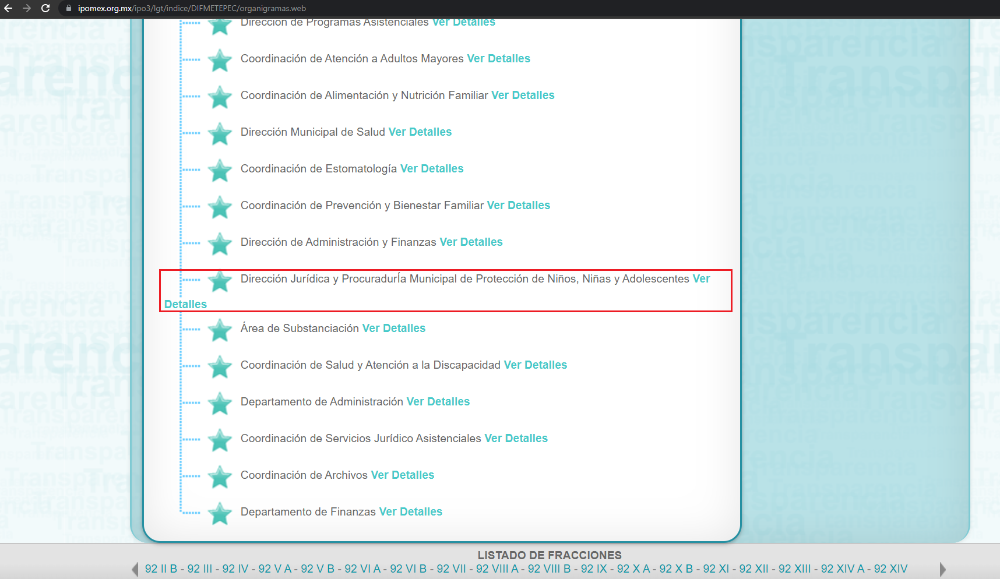 ipomex.org.mx/ipo3/lgt/indice/DIFMETEPEC/organigramas.web
Dirección de Programas Asistenciales Ver Detalles
Coordinación de Atención a Adultos Mayores Ver Detalles
Coordinación de Alimentación y Nutrición Familiar Ver Detalles
Dirección Municipal de Salud Ver Detalles
Coordinación de Estomatología Ver Detalles
Coordinación de Prevención y Bienestar Familiar Ver Detalles
Dirección de Administración y Finanzas Ver Detalles
Dirección Jurídica y ProcuradurÍa Municipal de Protección de Niños, Niñas y Adolescentes Ver
Detalles
Área de Substanciación Ver Detalles
Coordinación de Salud y Atención a la Discapacidad Ver Detalles
Departamento de Administración Ver Detalles
Coordinación de Servicios Jurídico Asistenciales Ver Detalles
Coordinación de Archivos Ver Detalles
Departamento de Finanzas Ver Detalles
LISTADO DE FRACCIONES
92 II B - 92 III - 92 IV - 92 V A - 92 V B - 92 VI A - 92 VI B - 92 VII - 92 VIII A - 92 VIII B - 92 IX - 92 X A - 92 X B - 92 XI - 92 XII - 92 XIII - 92 XIV A - 92 XIV